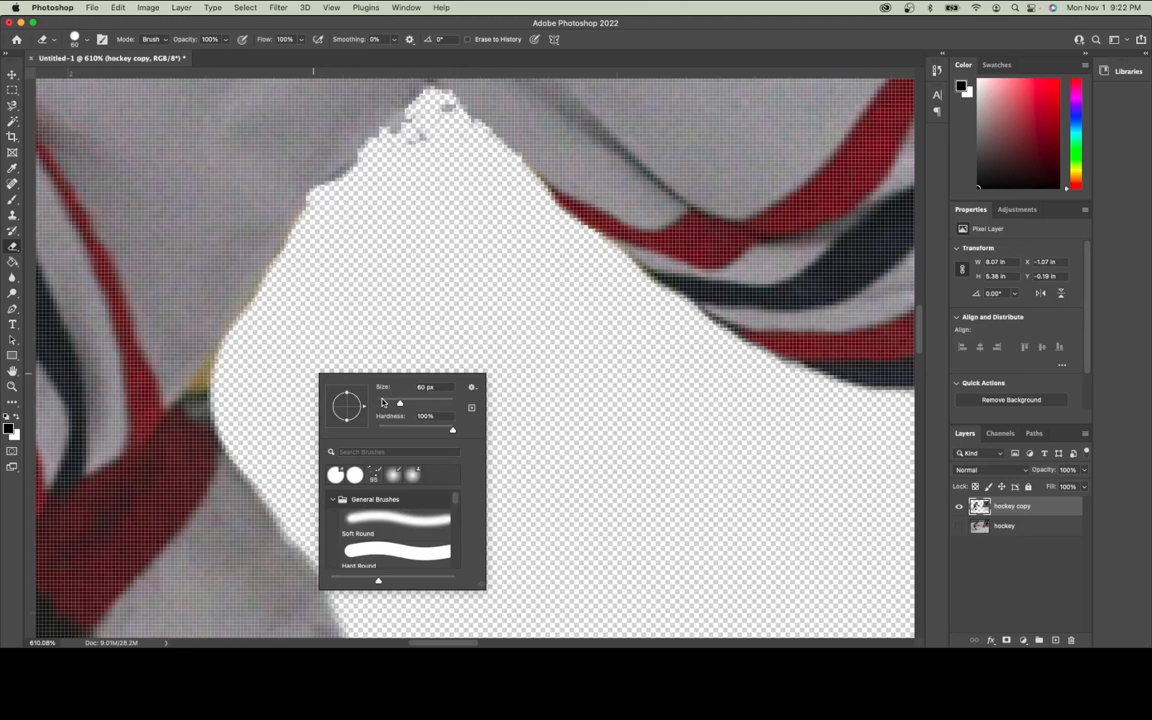 Photoshop File Edit Image Layer Type Select Filter 3D View Plugins Window Help Mon Nov 1 9:22 PM
Adobe Photoshop 2022
60 Mode: Brush Opacity: 100% Flow: 100% Smoothing: 0% 0° Erase to History
Untitled-1 @ 610% (hockey copy, RGB/8*) *
2
Color Swatches
Libraries
Properties Adjustments
Pixel Layer
Transform
W 8.07 in X -1.07 in
H 5.38 in Y -0.19 in
0.00°
Align and Distribute
Align:
Quick Actions
Remove Background
Size: 60 px
Hardness: 100%
Search Brushes
95
General Brushes
Soft Round
Hard Round
Layers Channels Paths
Kind
Normal Opacity: 100%
Lock: Fill: 100%
hockey copy
hockey
610.08% Doc: 9.01M/28.2M